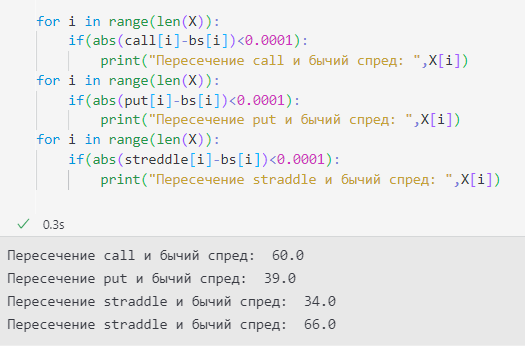 for i in range(len(X)):
    if(abs(call[i]-bs[i])<0.0001):
        print("Пересечение call и бычий спред: ",X[i])
for i in range(len(X)):
    if(abs(put[i]-bs[i])<0.0001):
        print("Пересечение put и бычий спред: ",X[i])
for i in range(len(X)):
    if(abs(streddle[i]-bs[i])<0.0001):
        print("Пересечение straddle и бычий спред: ",X[i])
✓ 0.3s
Пересечение call и бычий спред:  60.0
Пересечение put и бычий спред:  39.0
Пересечение straddle и бычий спред:  34.0
Пересечение straddle и бычий спред:  66.0